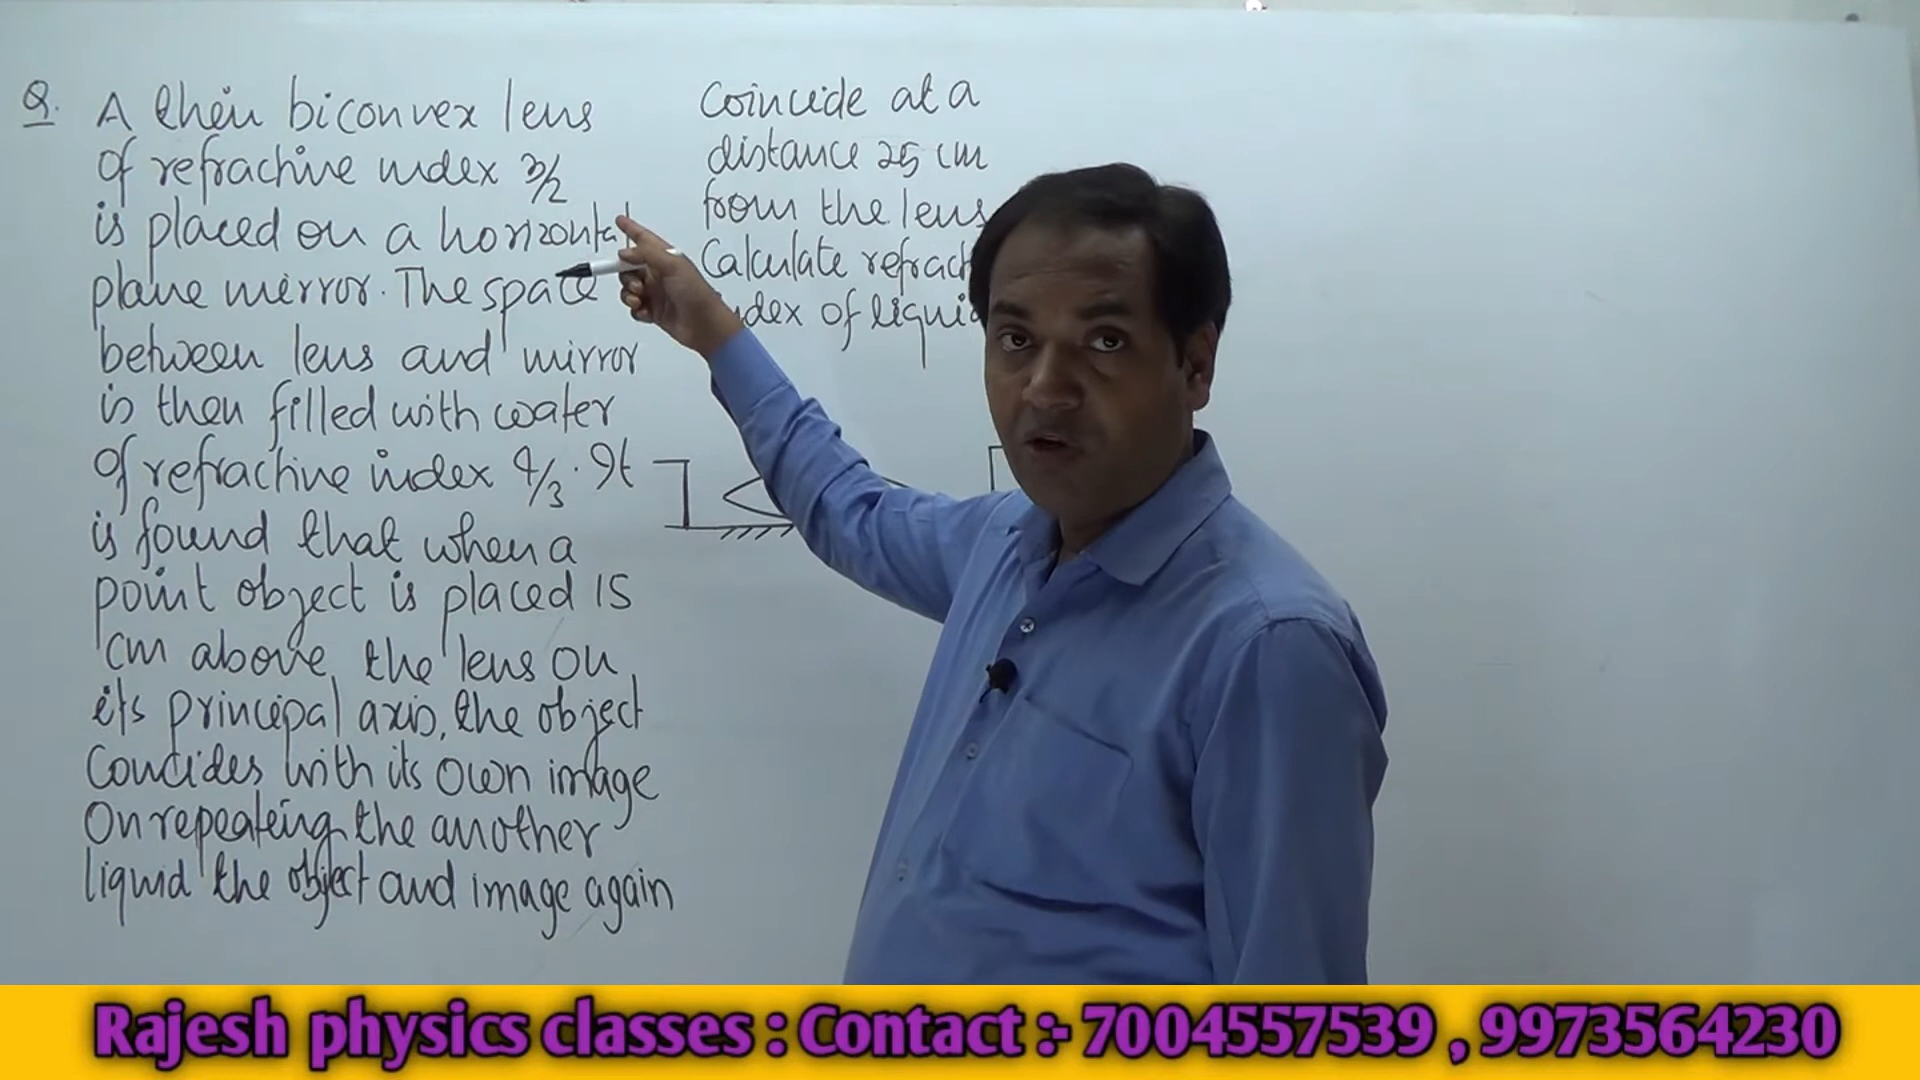 Q. A thin biconvex lens
of refractive index 3/2
is placed on a horizontal
plane mirror. The space
between lens and mirror
is then filled with water
of refractive index 4/3. It
is found that when a
point object is placed 15
cm above the lens on
its principal axis, the object
Concides with its own image
On repeating the another
liquid the object and image again
Coincide at a
distance 25 cm
from the lens
Calculate refract
index of liquid
Rajesh physics classes : Contact :- 7004557539 , 9973564230